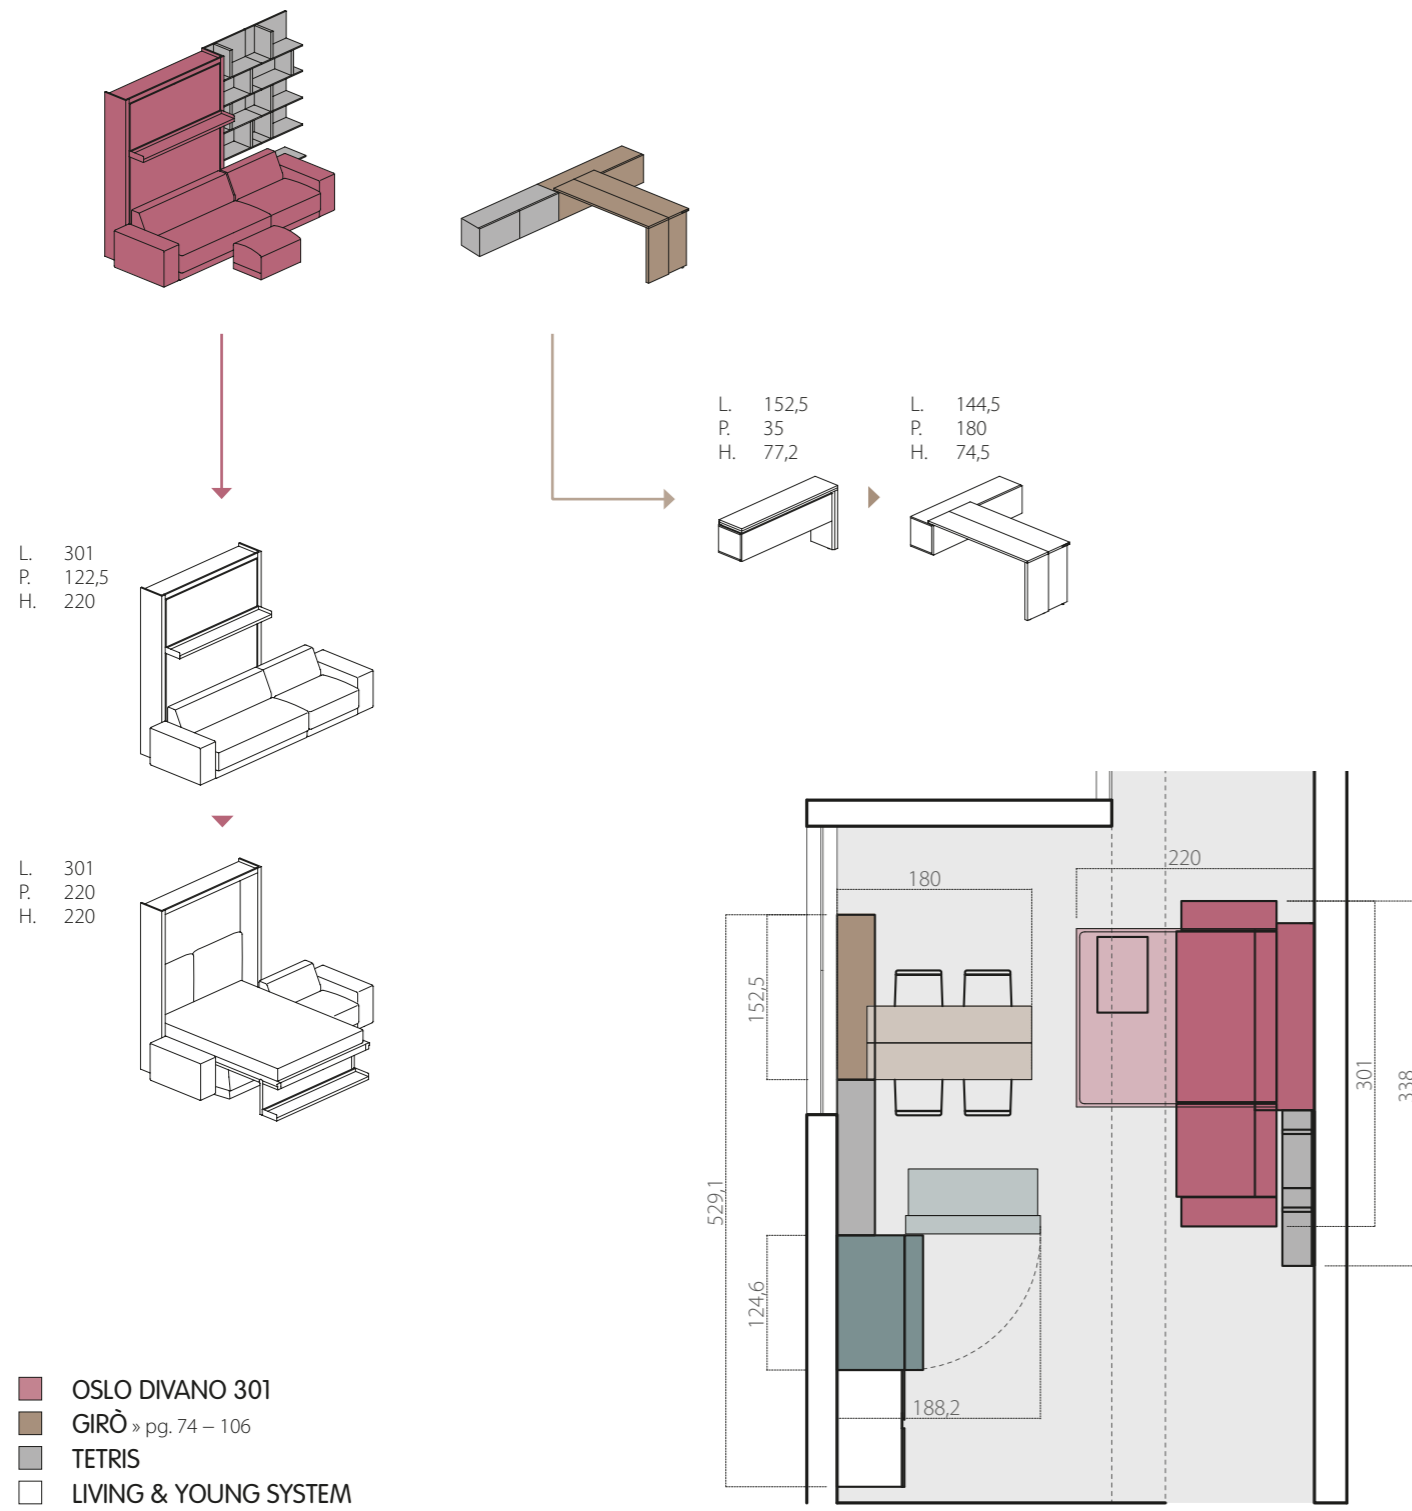 L. 152,5
P. 35
H. 77,2
L. 144,5
P. 180
H. 74,5
L. 301
P. 122,5
H. 220
L. 301
P. 220
H. 220
220
180
152,5
301
338
529,1
124,6
188,2
OSLO DIVANO 301
GIRÒ » pg. 74 – 106
TETRIS
LIVING & YOUNG SYSTEM